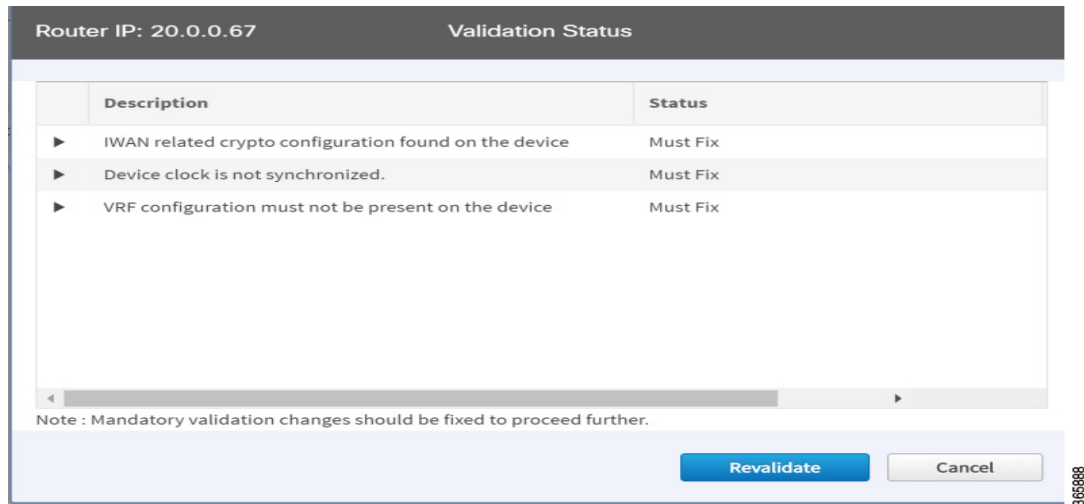 Router IP: 20.0.0.67 Validation Status
Description Status
IWAN related crypto configuration found on the device Must Fix
Device clock is not synchronized. Must Fix
VRF configuration must not be present on the device Must Fix
Note : Mandatory validation changes should be fixed to proceed further.
Revalidate Cancel